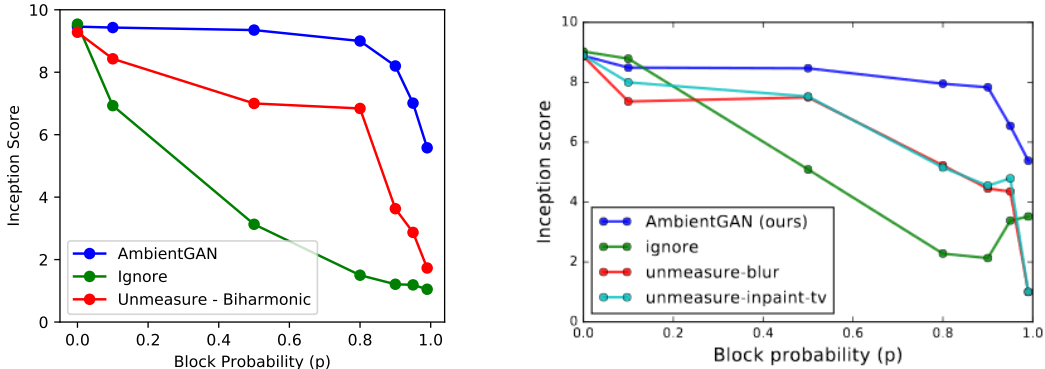 10
8
6
4
2
0
Inception Score
AmbientGAN
Ignore
Unmeasure - Biharmonic
0.0 0.2 0.4 0.6 0.8 1.0
Block Probability (p)
10
8
6
4
2
0
Inception score
AmbientGAN (ours)
ignore
unmeasure-blur
unmeasure-inpaint-tv
0.0 0.2 0.4 0.6 0.8 1.0
Block probability (p)